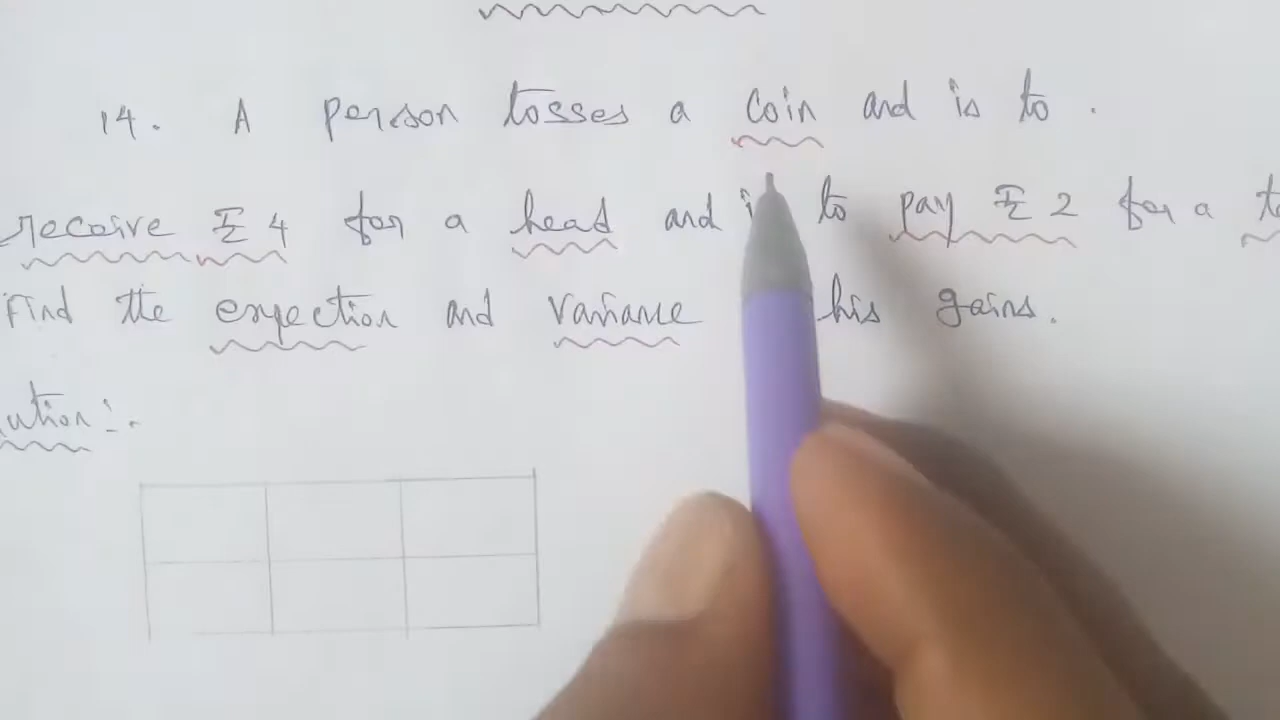 14. A person tosses a coin and is to .
receive ₹ 4 for a head and to pay ₹ 2 for a
Find the expection and variance his gains.
ution :.